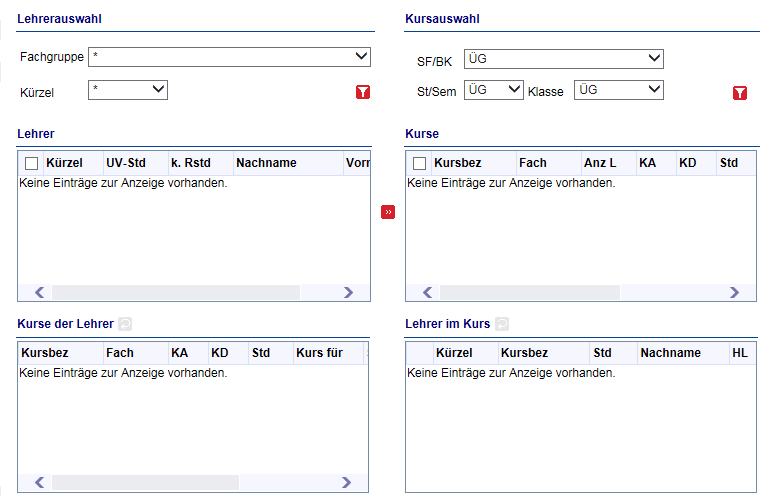 Lehrerauswahl
Fachgruppe *
Kürzel *
Kursauswahl
SF/BK ÜG
St/Sem ÜG Klasse ÜG
Lehrer
Kürzel UV-Std k. Rstd Nachname Vorn
Keine Einträge zur Anzeige vorhanden.
Kurse
Kursbez Fach Anz L KA KD Std
Keine Einträge zur Anzeige vorhanden.
Kurse der Lehrer
Kursbez Fach KA KD Std Kurs für
Keine Einträge zur Anzeige vorhanden.
Lehrer im Kurs
Kürzel Kursbez Std Nachname HL
Keine Einträge zur Anzeige vorhanden.